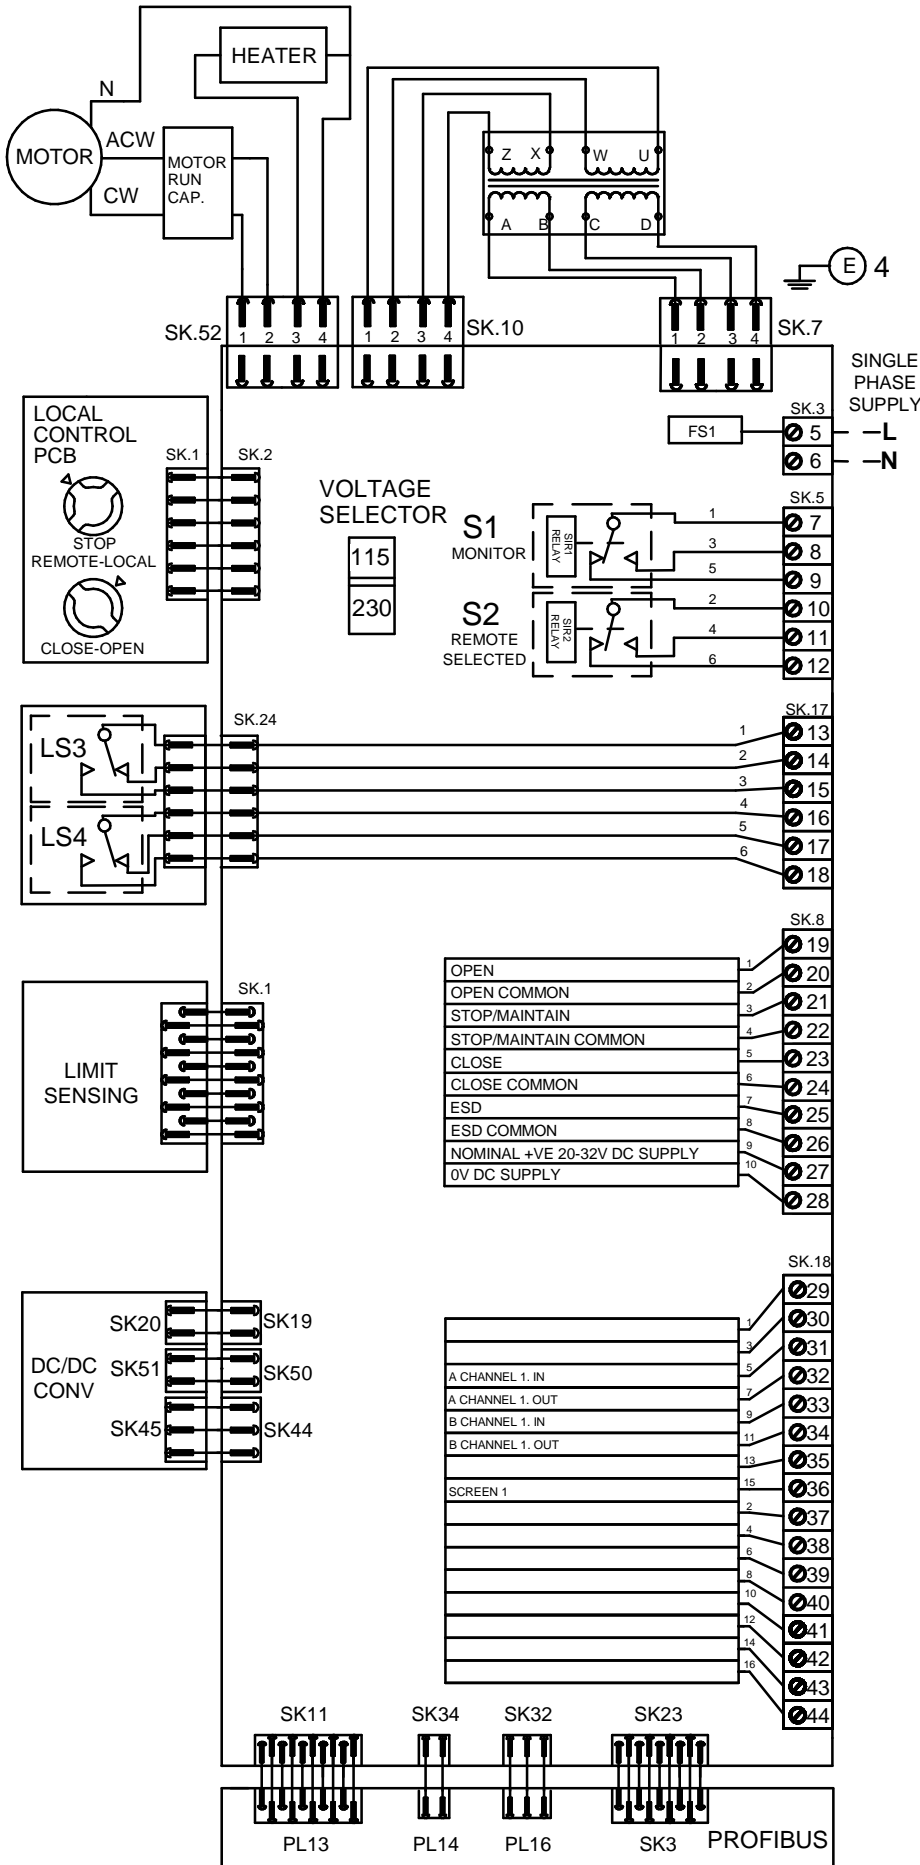 HEATER
N
ACW
MOTOR
MOTOR
RUN
CAP.
CW
Z X W U
A B C D
E 4
SK.52
1 2 3 4
1 2 3 4
SK.10
1 2 3 4
SK.7
SINGLE
PHASE
SUPPLY
SK.3
FS1
5 L
6 N
LOCAL
CONTROL
PCB
SK.1 SK.2
STOP
REMOTE-LOCAL
CLOSE-OPEN
VOLTAGE
SELECTOR
115
230
SK.5
S1
MONITOR
SIR1
RELAY
1 7
3 8
5 9
S2
REMOTE
SELECTED
SIR2
RELAY
2 10
4 11
6 12
LS3
LS4
SK.24
SK.17
1 13
2 14
3 15
4 16
5 17
6 18
LIMIT
SENSING
SK.1
SK.8
OPEN 1 19
OPEN COMMON 2 20
STOP/MAINTAIN 3 21
STOP/MAINTAIN COMMON 4 22
CLOSE 5 23
CLOSE COMMON 6 24
ESD 7 25
ESD COMMON 8 26
NOMINAL +VE 20-32V DC SUPPLY 9 27
0V DC SUPPLY 10 28
DC/DC
CONV
SK20 SK19
SK51 SK50
SK45 SK44
SK.18
1 29
3 30
A CHANNEL 1. IN 5 31
A CHANNEL 1. OUT 7 32
B CHANNEL 1. IN 9 33
B CHANNEL 1. OUT 11 34
13 35
SCREEN 1 15 36
2 37
4 38
6 39
8 40
10 41
12 42
14 43
16 44
SK11 SK34 SK32 SK23
PL13 PL14 PL16 SK3 PROFIBUS